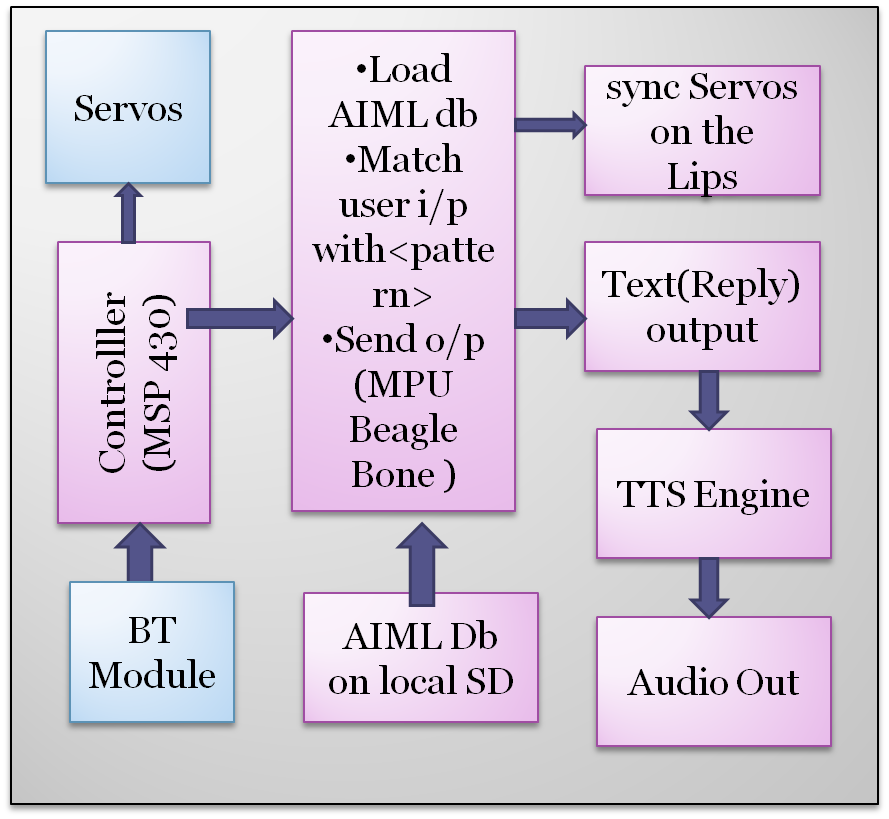 Servos
Controlller
(MSP 430)
BT
Module
•Load
AIML db
•Match
user i/p
with<patte
rn>
•Send o/p
(MPU
Beagle
Bone )
AIML Db
on local SD
sync Servos
on the
Lips
Text(Reply)
output
TTS Engine
Audio Out